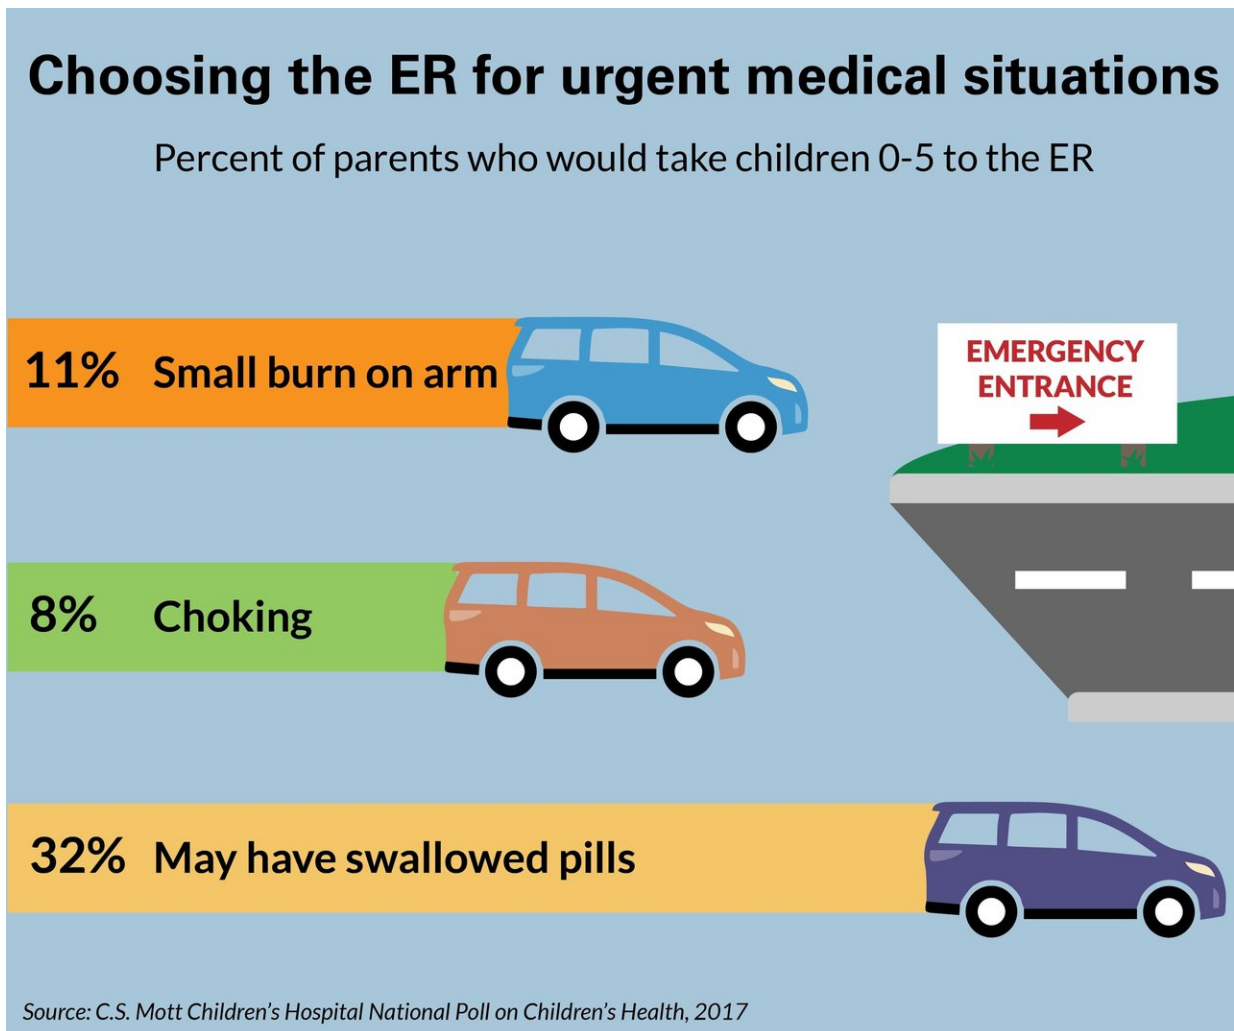 Choosing the ER for urgent medical situations
Percent of parents who would take children 0-5 to the ER
11% Small burn on arm
EMERGENCY
ENTRANCE
8% Choking
32% May have swallowed pills
Source: C.S. Mott Children's Hospital National Poll on Children's Health, 2017